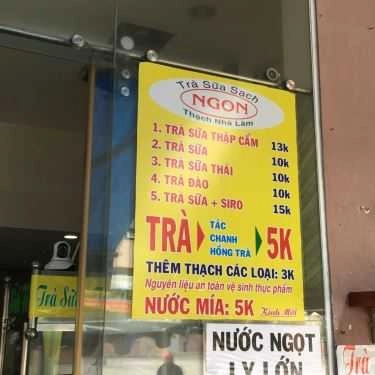 Trà Sữa Sạch
NGON
Thạch Nhà Làm
1. TRÀ SỮA THẬP CẨM 13k
2. TRÀ SỮA 10k
3. TRÀ SỮA THÁI 10k
4. TRÀ ĐÀO 10k
5. TRÀ SỮA + SIRO 15k
TRÀ TẮC CHANH HỒNG TRÀ 5K
THÊM THẠCH CÁC LOẠI: 3K
Nguyên liệu an toàn vệ sinh thực phẩm
NƯỚC MÍA: 5K Kính Mời
NƯỚC NGỌT
LY LỚN
Trà Sữa
Trà